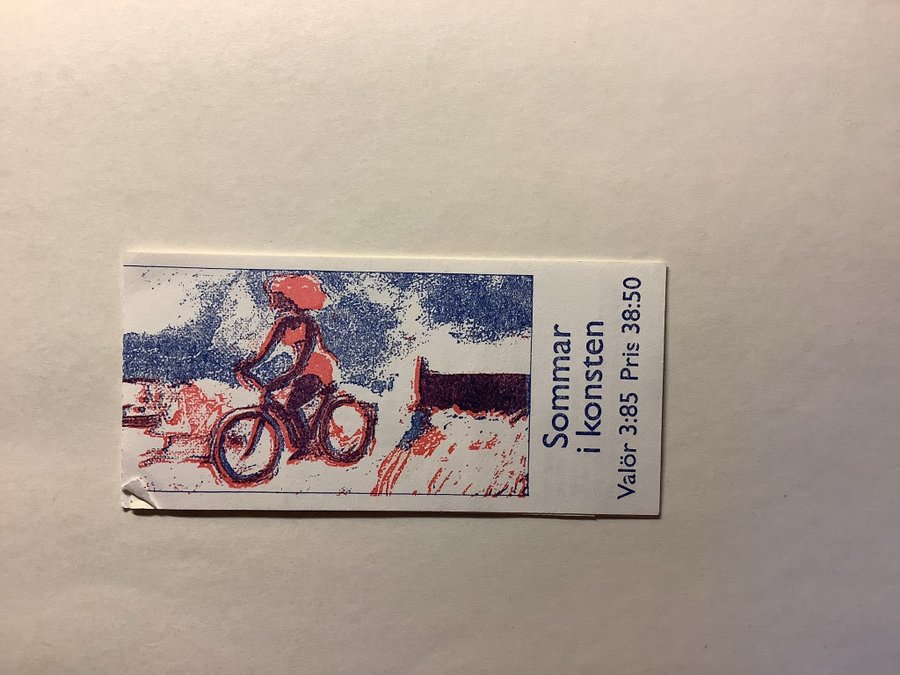 Sommar
i konsten
Valör 3:85 Pris 38:50